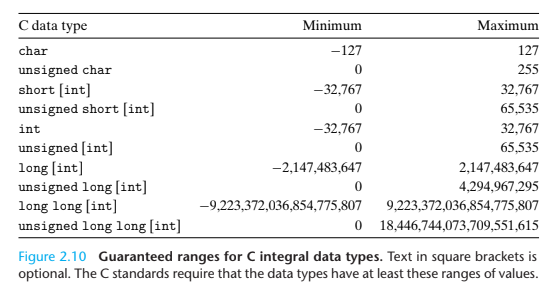 C data type Minimum Maximum
char −127 127
unsigned char 0 255
short [int] −32,767 32,767
unsigned short [int] 0 65,535
int −32,767 32,767
unsigned [int] 0 65,535
long [int] −2,147,483,647 2,147,483,647
unsigned long [int] 0 4,294,967,295
long long [int] −9,223,372,036,854,775,807 9,223,372,036,854,775,807
unsigned long long [int] 0 18,446,744,073,709,551,615
Figure 2.10 Guaranteed ranges for C integral data types. Text in square brackets is
optional. The C standards require that the data types have at least these ranges of values.